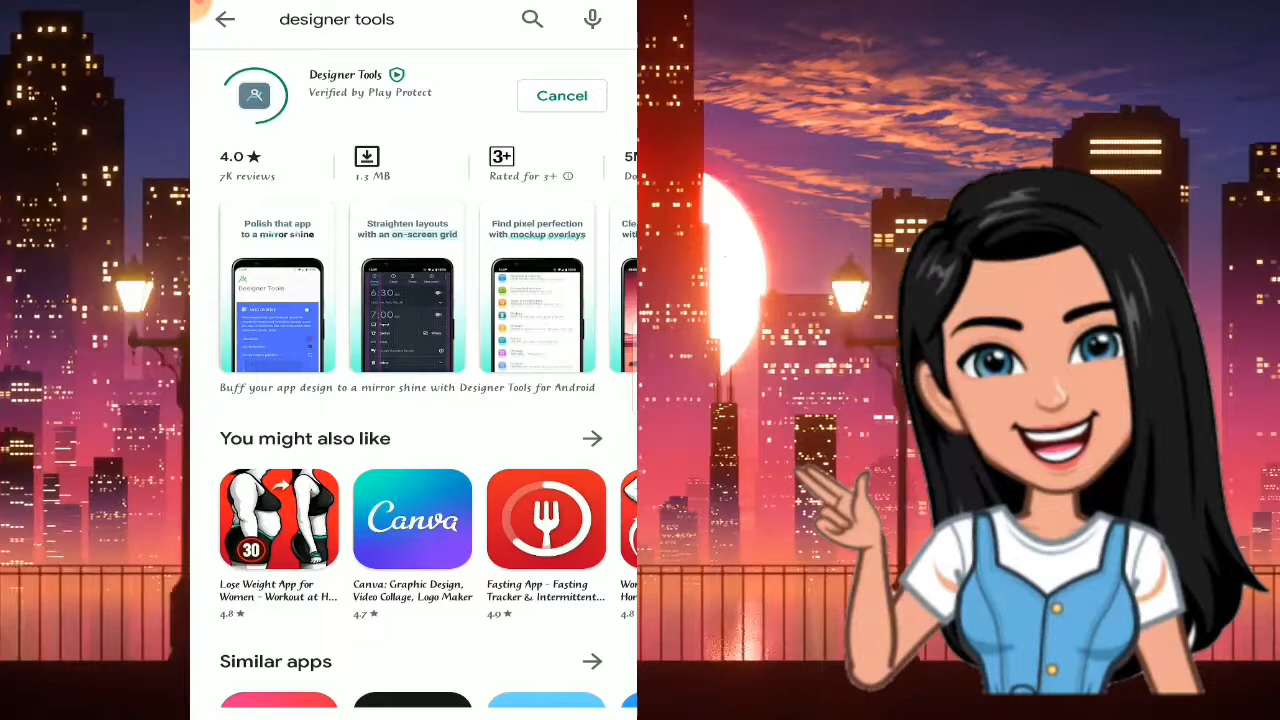 designer tools
Designer Tools
Verified by Play Protect
Cancel
4.0 ★
7K reviews
1.3 MB
3+
Rated for 3+
Polish that app
to a mirror shine
Straighten layouts
with an on-screen grid
Find pixel perfection
with mockup overlays
Designer Tools
6:30
7:00
Buff your app design to a mirror shine with Designer Tools for Android
You might also like
30
Canva
Lose Weight App for
Women - Workout at H...
4.8 ★
Canva: Graphic Design,
Video Collage, Logo Maker
4.7 ★
Fasting App - Fasting
Tracker & Intermittent...
4.9 ★
4.8
Similar apps